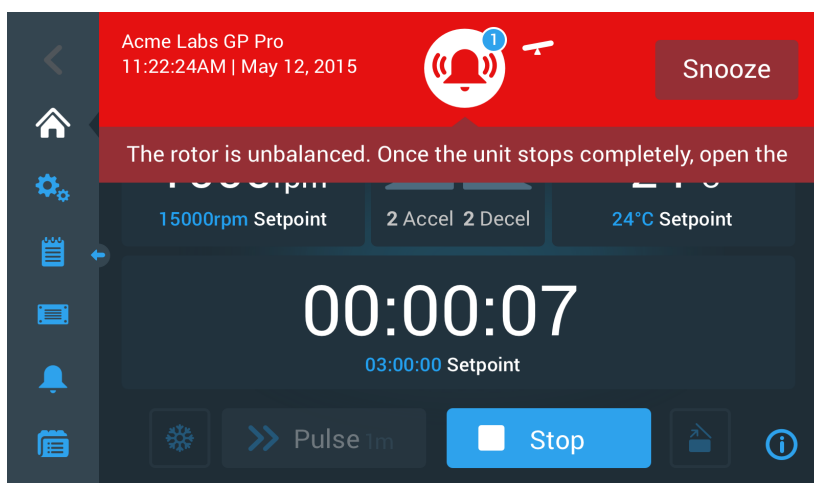 Acme Labs GP Pro
1
11:22:24AM | May 12, 2015
Snooze
The rotor is unbalanced. Once the unit stops completely, open the
rpm
15000rpm Setpoint
2 Accel 2 Decel
24°C Setpoint
00:00:07
03:00:00 Setpoint
Pulse 1m
Stop